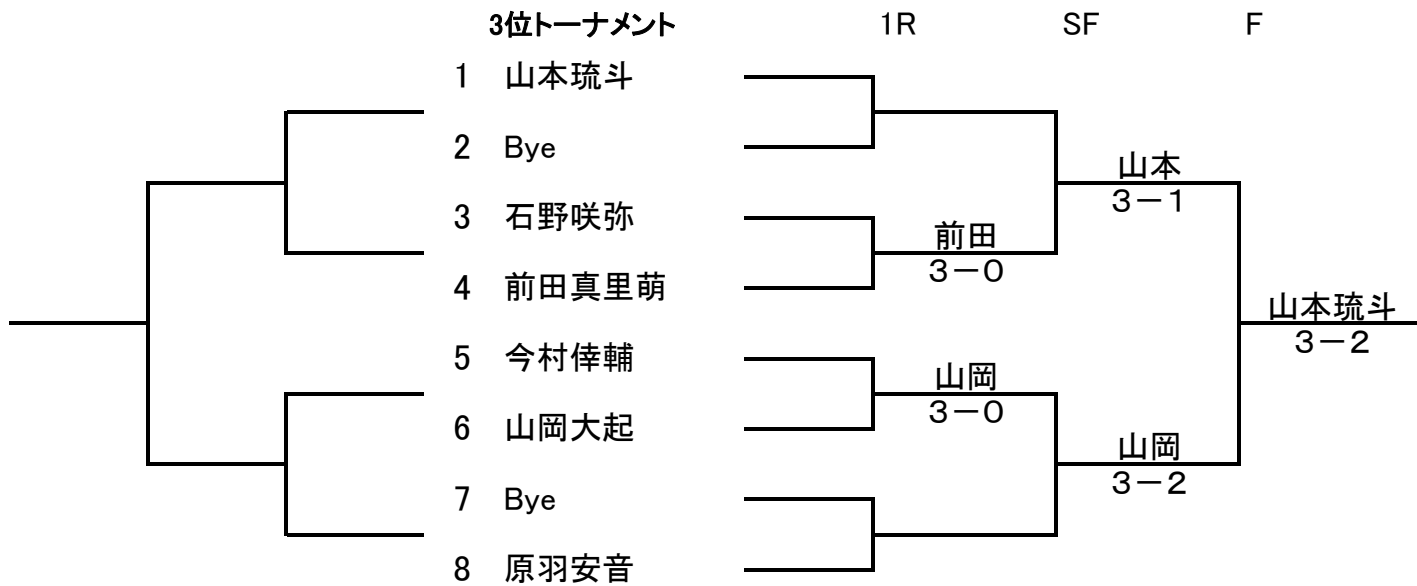 3位トーナメント 1R SF F
1 山本琉斗
2 Bye
山本
3－1
3 石野咲弥
前田
3－0
4 前田真里萌
山本琉斗
3－2
5 今村倖輔
山岡
3－0
6 山岡大起
山岡
3－2
7 Bye
8 原羽安音